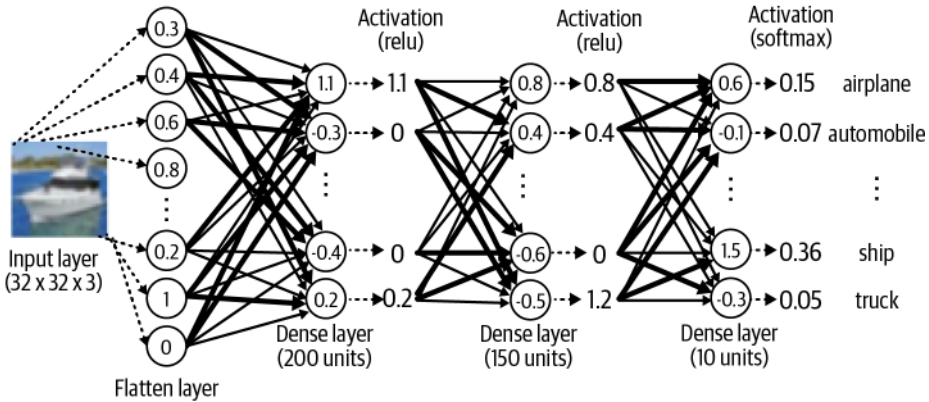 Activation
(relu)
Activation
(relu)
Activation
(softmax)
0.3
0.4
0.6
0.8
⋮
0.2
1
0
Input layer
(32 x 32 x 3)
Flatten layer
1.1
-0.3
⋮
-0.4
0.2
Dense layer
(200 units)
1.1
0
0
0.2
0.8
0.4
⋮
-0.6
-0.5
Dense layer
(150 units)
0.8
0.4
0
1.2
0.6
-0.1
⋮
1.5
-0.3
Dense layer
(10 units)
0.15 airplane
0.07 automobile
⋮
0.36 ship
0.05 truck